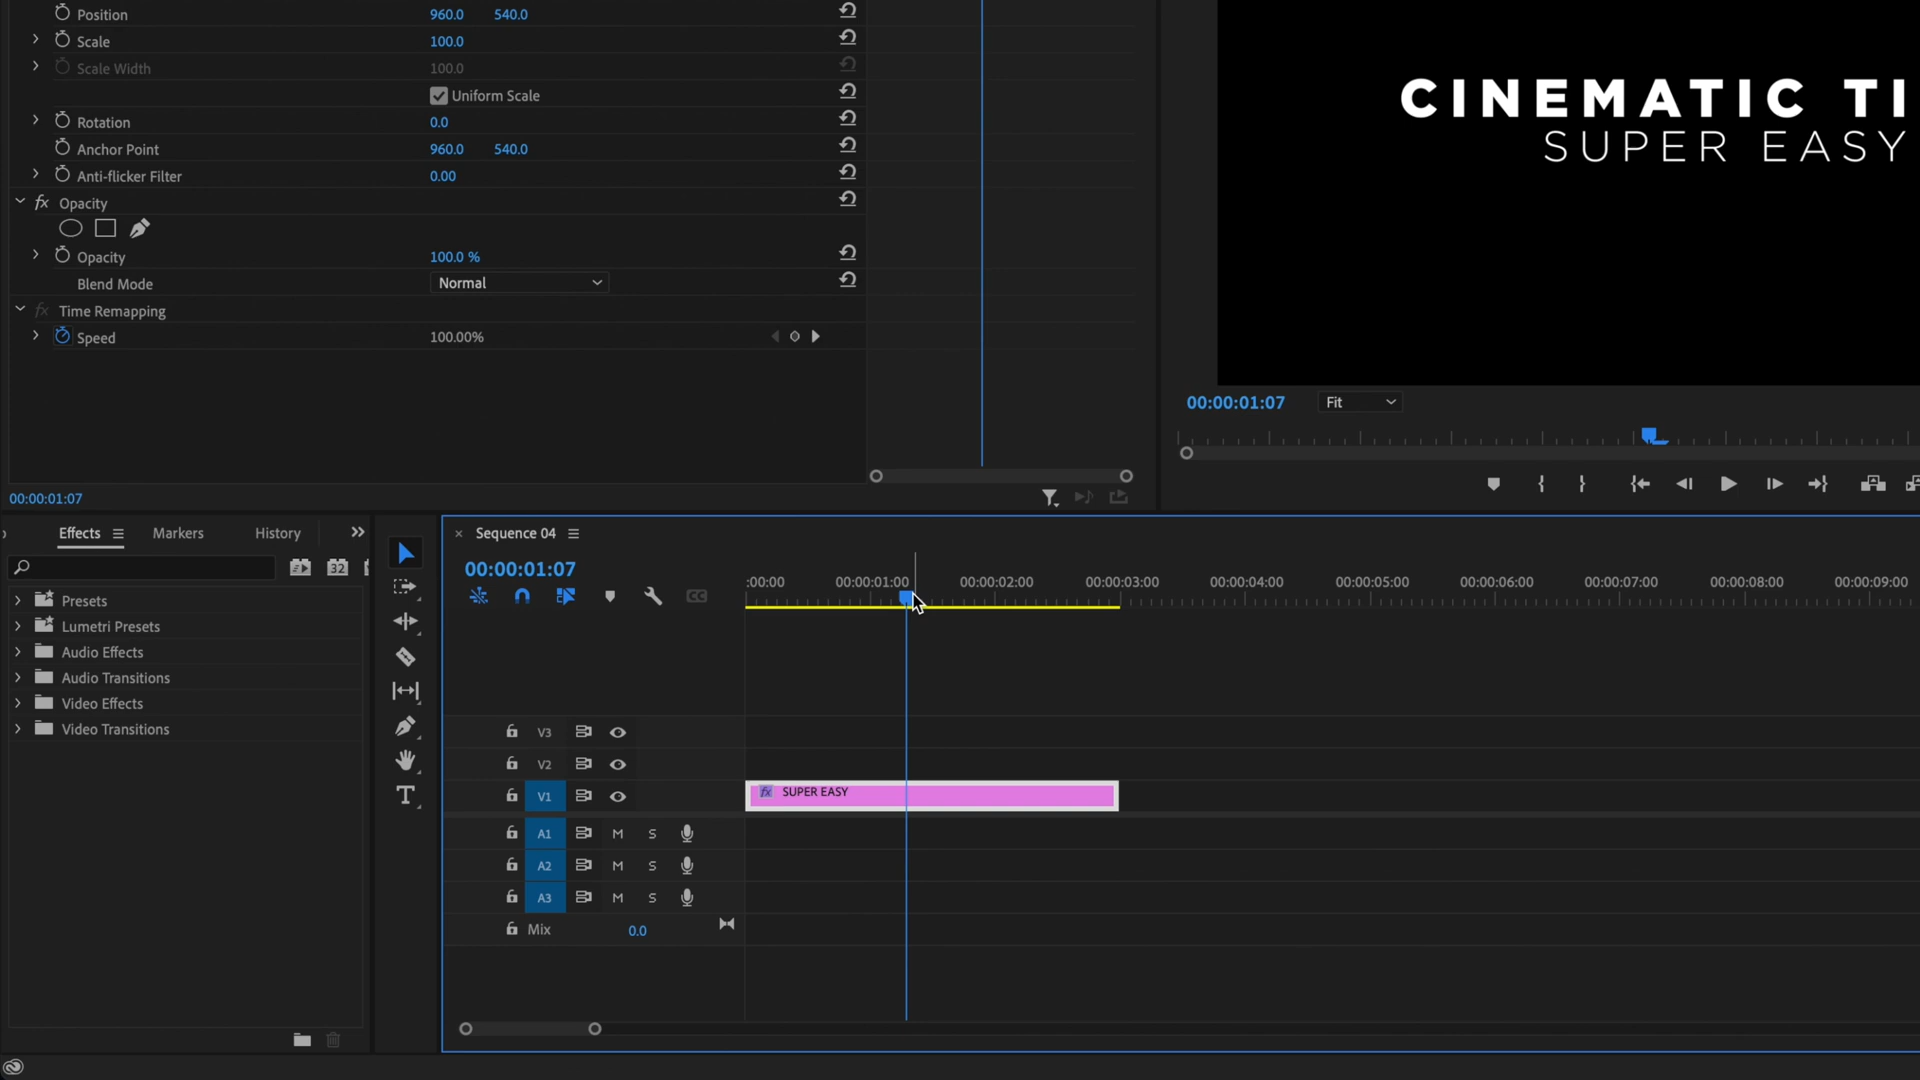 Position 960.0 540.0
Scale 100.0
Scale Width 100.0
Uniform Scale
Rotation 0.0
Anchor Point 960.0 540.0
Anti-flicker Filter 0.00
fx Opacity
Opacity 100.0 %
Blend Mode Normal
fx Time Remapping
Speed 100.00%
00:00:01:07
CINEMATIC TI
SUPER EASY
00:00:01:07 Fit
Effects Markers History
32
Presets
Lumetri Presets
Audio Effects
Audio Transitions
Video Effects
Video Transitions
T
× Sequence 04
00:00:01:07
CC
:00:00 00:00:01:00 00:00:02:00 00:00:03:00 00:00:04:00 00:00:05:00 00:00:06:00 00:00:07:00 00:00:08:00 00:00:09:00
V3
V2
V1 fx SUPER EASY
A1 M S
A2 M S
A3 M S
Mix 0.0